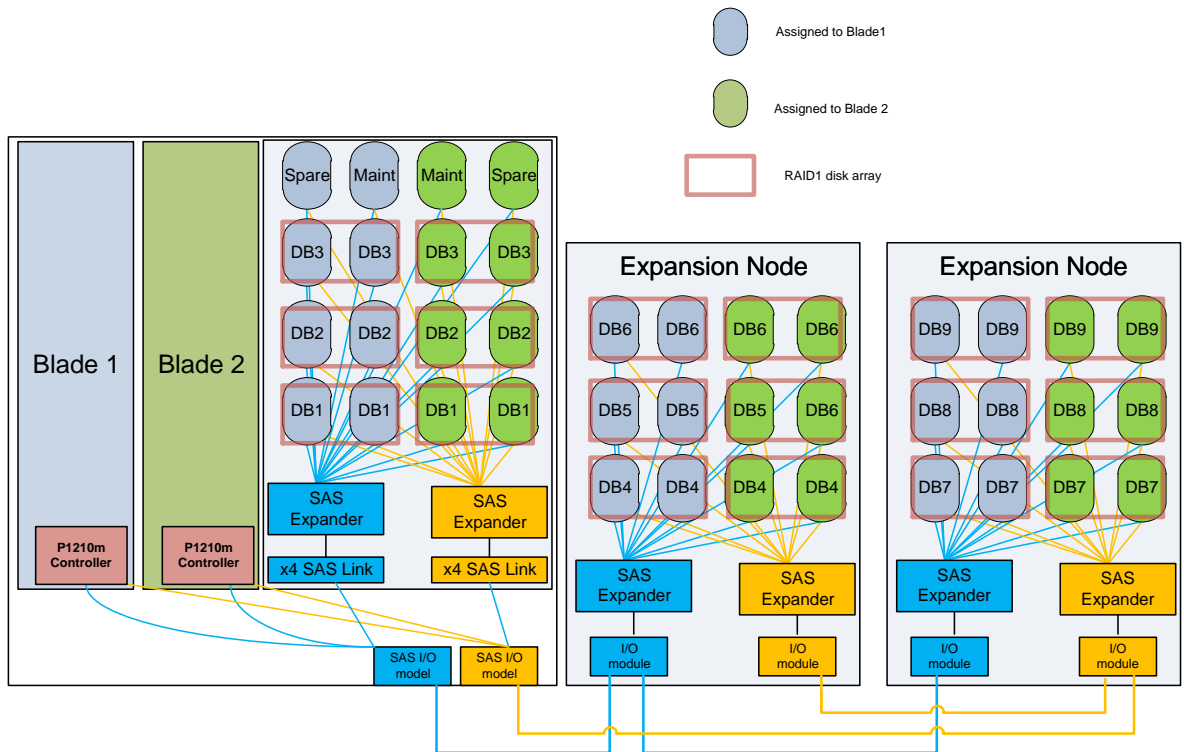 Assigned to Blade1
Assigned to Blade 2
RAID1 disk array
Blade 1
Blade 2
Spare
Maint
Maint
Spare
DB3
DB3
DB3
DB3
DB2
DB2
DB2
DB2
DB1
DB1
DB1
DB1
SAS
Expander
SAS
Expander
x4 SAS Link
x4 SAS Link
P1210m
Controller
P1210m
Controller
SAS I/O
model
SAS I/O
model
Expansion Node
DB6
DB6
DB6
DB6
DB5
DB5
DB5
DB6
DB4
DB4
DB4
DB4
SAS
Expander
SAS
Expander
I/O
module
I/O
module
Expansion Node
DB9
DB9
DB9
DB9
DB8
DB8
DB8
DB8
DB7
DB7
DB7
DB7
SAS
Expander
SAS
Expander
I/O
module
I/O
module